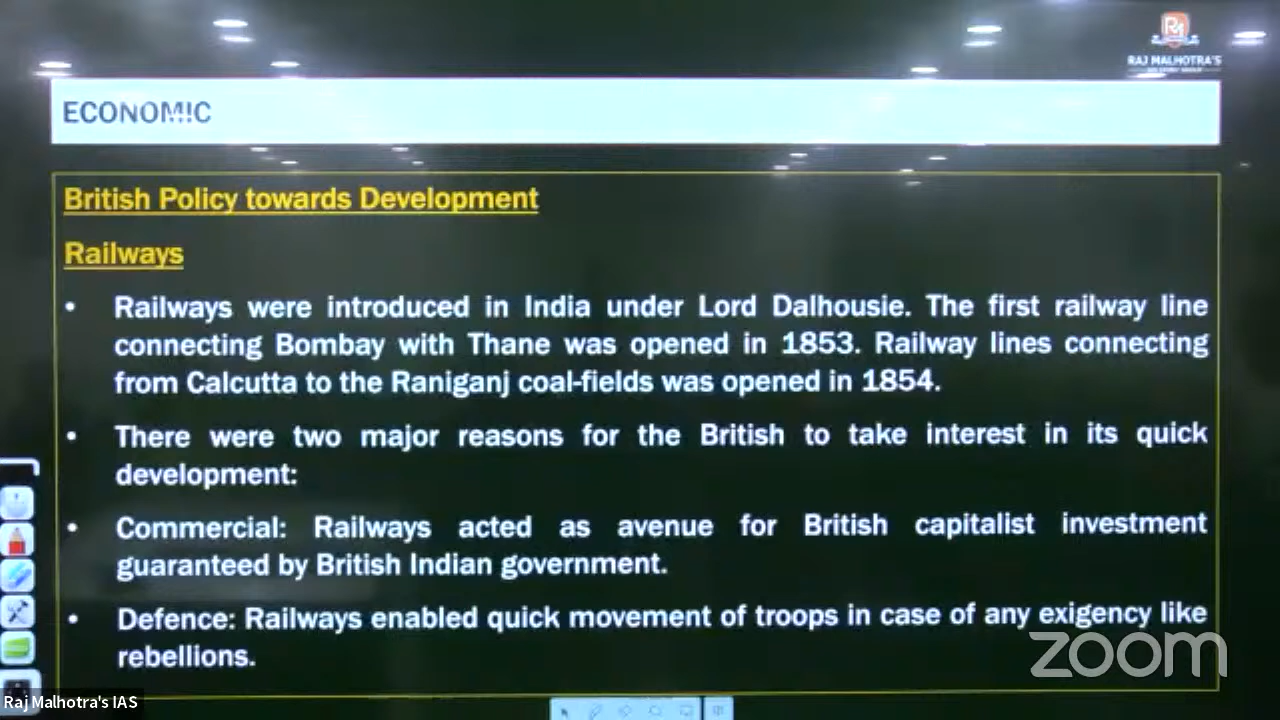 RAJ MALHOTRA'S
ECONOMIC
British Policy towards Development
Railways
• Railways were introduced in India under Lord Dalhousie. The first railway line
connecting Bombay with Thane was opened in 1853. Railway lines connecting
from Calcutta to the Raniganj coal-fields was opened in 1854.
• There were two major reasons for the British to take interest in its quick
development:
• Commercial: Railways acted as avenue for British capitalist investment
guaranteed by British Indian government.
• Defence: Railways enabled quick movement of troops in case of any exigency like
rebellions.
zoom
Raj Malhotra's IAS